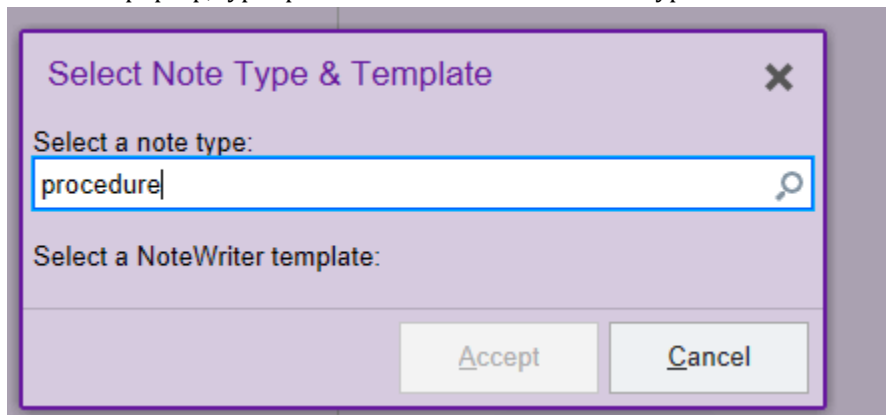 Select Note Type & Template
Select a note type:
procedure
Select a NoteWriter template:
Accept
Cancel